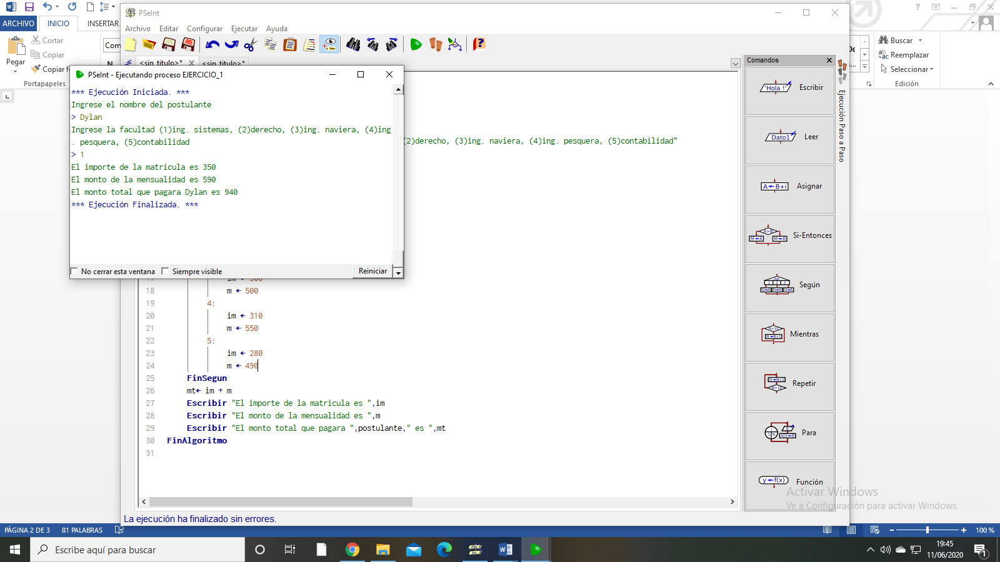 PSeInt
ARCHIVO
INICIO
INSERTAR
Archivo Editar Configurar Ejecutar Ayuda
Cortar
Copiar
Pegar
Portapapeles
N
<sin_titulo>* <sin_titulo>*
PSeInt - Ejecutando proceso EJERCICIO_1
*** Ejecución Iniciada. ***
Ingrese el nombre del postulante
> Dylan
Ingrese la facultad (1)ing. sistemas, (2)derecho, (3)ing. naviera, (4)ing
. pesquera, (5)contabilidad
> 1
El importe de la matricula es 350
El monto de la mensualidad es 590
El monto total que pagara Dylan es 940
*** Ejecución Finalizada. ***
No cerrar esta ventana
Siempre visible
Reiniciar
(2)derecho, (3)ing. naviera, (4)ing. pesquera, (5)contabilidad"
18 m ← 500
19 4:
20 im ← 310
21 m ← 550
22 5:
23 im ← 280
24 m ← 490
25 FinSegun
26 mt← im + m
27 Escribir "El importe de la matricula es ",im
28 Escribir "El monto de la mensualidad es ",m
29 Escribir "El monto total que pagara ",postulante," es ",mt
30 FinAlgoritmo
31
La ejecución ha finalizado sin errores.
Comandos
'Hola !' Escribir
Dato1 Leer
A←B+i Asignar
A>B M←A M←B Si-Entonces
Según
Mientras
Repetir
Para
y←f(x) Función
Ejecución Paso a Paso
Buscar
Reemplazar
Seleccionar
Edición
Activar Windows
Ve a Configuración para activar Windows.
PÁGINA 2 DE 3 81 PALABRAS
100 %
Escribe aquí para buscar
19:45
11/06/2020
1